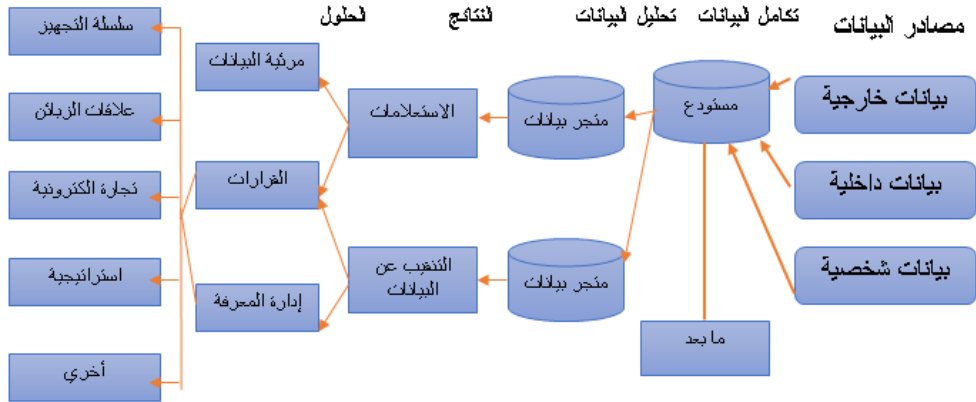 مصادر البيانات
تكامل البيانات
تحليل البيانات
النتائج
الحلول
بيانات خارجية
بيانات داخلية
بيانات شخصية
مستودع
ما بعد
متجر بيانات
متجر بيانات
الاستعلامات
التنقيب عن
البيانات
مرئية البيانات
القرارات
إدارة المعرفة
سلسلة التجهيز
علاقات الزبائن
تجارة الكترونية
استراتيجية
أخري